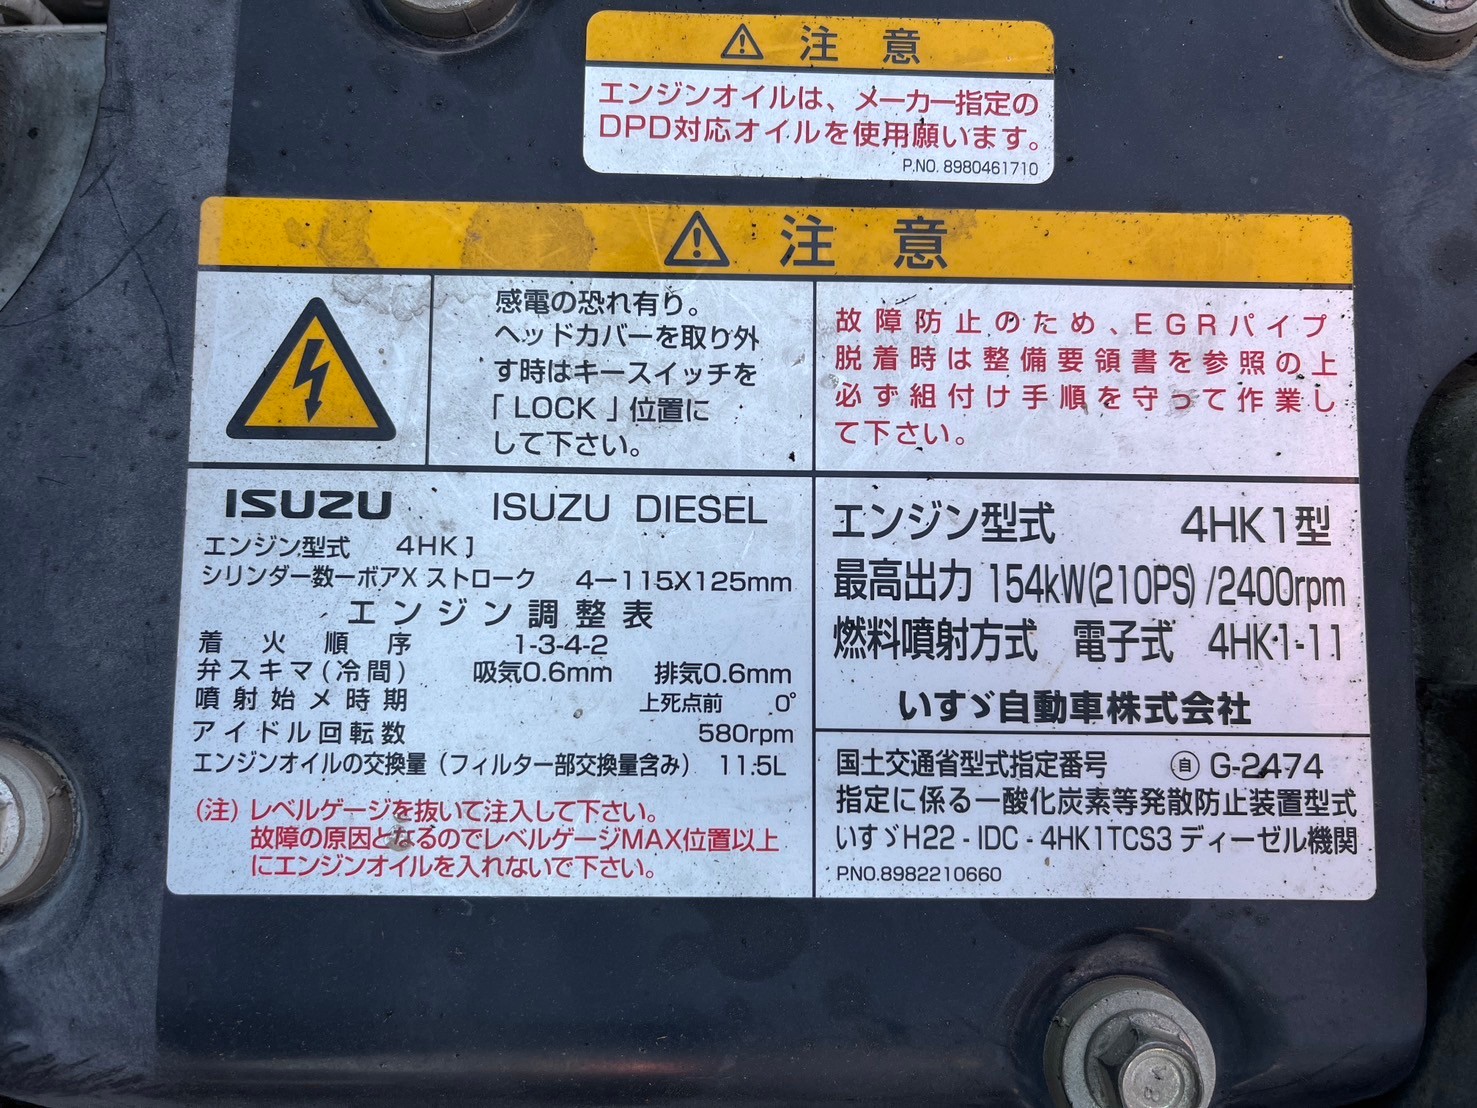 ⚠ 注意
エンジンオイルは、メーカー指定の
DPD対応オイルを使用願います。
P.NO. 8980461710
⚠ 注意
感電の恐れ有り。
ヘッドカバーを取り外
す時はキースイッチを
「LOCK」位置に
して下さい。
故障防止のため、EGRパイプ
脱着時は整備要領書を参照の上
必ず組付け手順を守って作業し
て下さい。
ISUZU ISUZU DIESEL
エンジン型式 4HK1
シリンダー数ーボアX ストローク 4ー115X125mm
エンジン調整表
着火順序 1-3-4-2
弁スキマ(冷間) 吸気0.6mm 排気0.6mm
噴射始メ時期 上死点前 0°
アイドル回転数 580rpm
エンジンオイルの交換量（フィルター部交換量含み） 11.5L
(注) レベルゲージを抜いて注入して下さい。
故障の原因となるのでレベルゲージMAX位置以上
にエンジンオイルを入れないで下さい。
エンジン型式 4HK1型
最高出力 154kW(210PS) /2400rpm
燃料噴射方式 電子式 4HK1-11
いすゞ自動車株式会社
国土交通省型式指定番号 ㊀自 G-2474
指定に係る一酸化炭素等発散防止装置型式
いすゞH22 - IDC - 4HK1TCS3 ディーゼル機関
PNO.8982210660